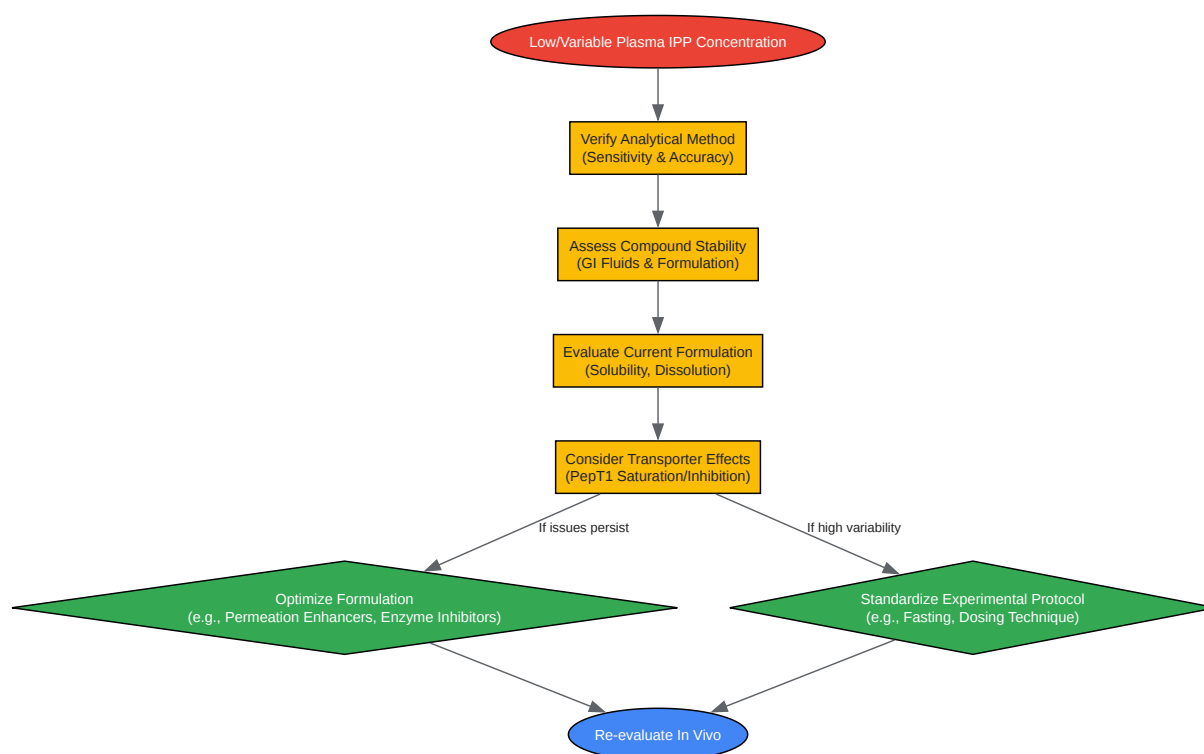 Low/Variable Plasma IPP Concentration
Verify Analytical Method
(Sensitivity & Accuracy)
Assess Compound Stability
(GI Fluids & Formulation)
Evaluate Current Formulation
(Solubility, Dissolution)
Consider Transporter Effects
(PepT1 Saturation/Inhibition)
If issues persist
If high variability
Optimize Formulation
(e.g., Permeation Enhancers, Enzyme Inhibitors)
Standardize Experimental Protocol
(e.g., Fasting, Dosing Technique)
Re-evaluate In Vivo